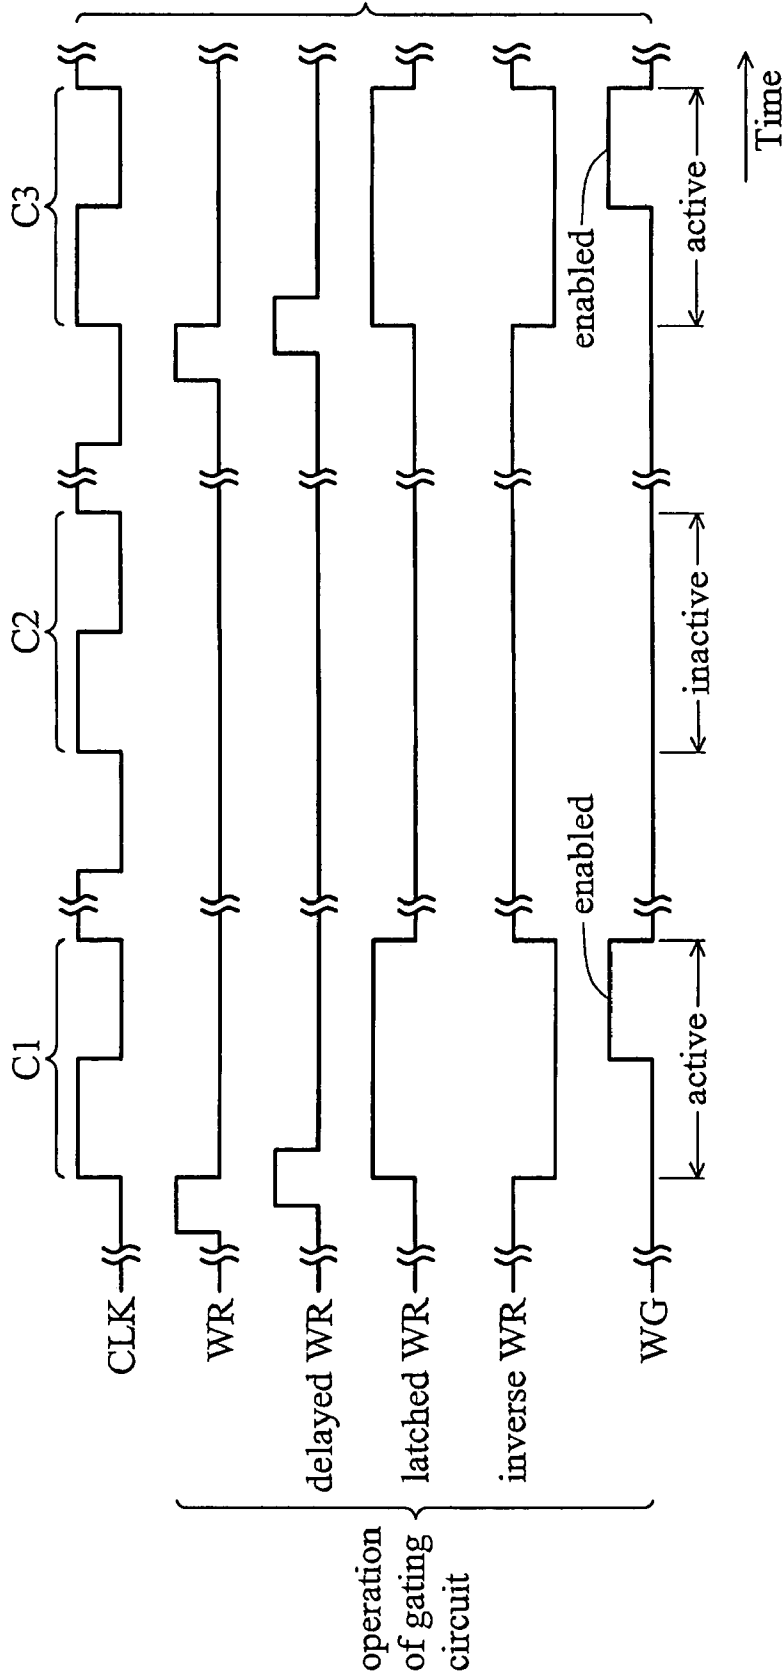 C1
C2
C3
CLK
WR
delayed WR
latched WR
inverse WR
WG
operation
of gating
circuit
enabled
enabled
active
inactive
active
Time